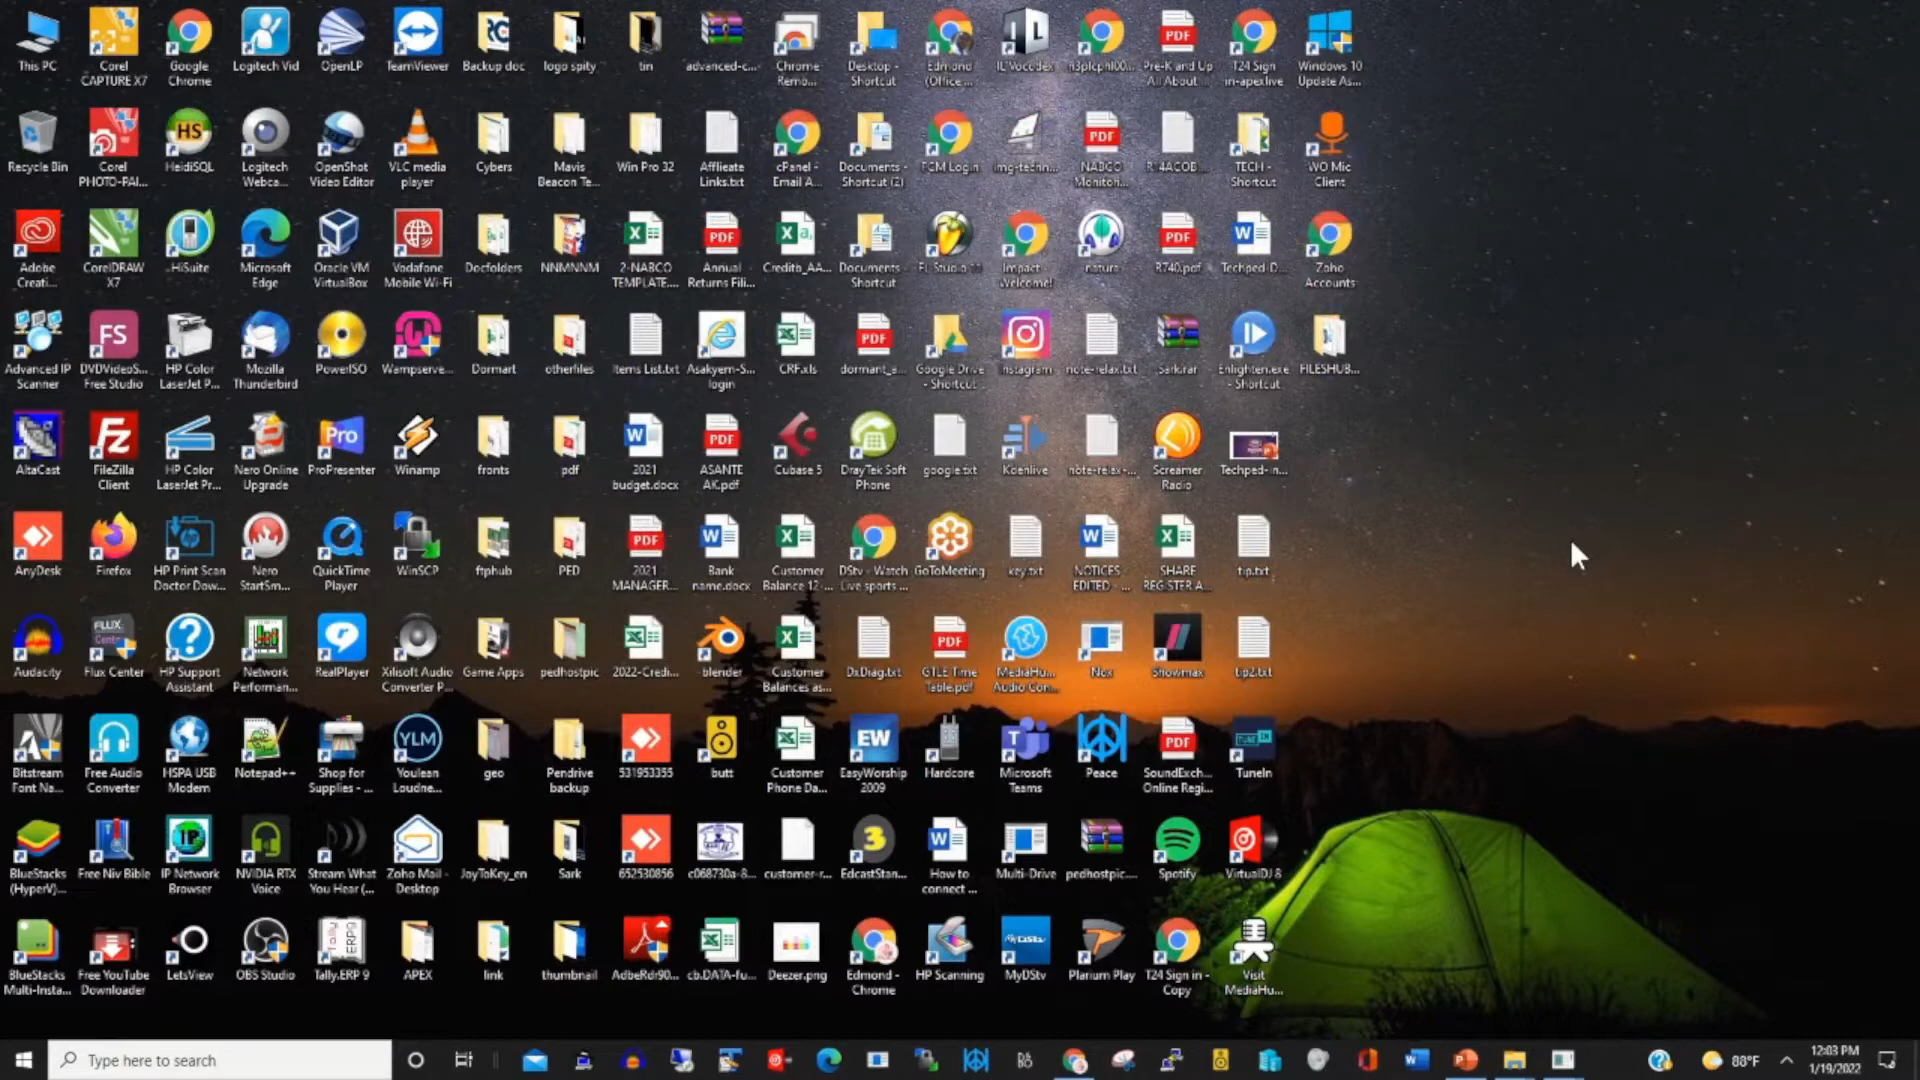 This PC
Corel
CAPTURE X7
Google
Chrome
Logitech Vid
OpenLP
TeamViewer
Backup doc
logo spity
tin
advanced-c...
Chrome
Remo...
Desktop -
Shortcut
Edmond
(Office ...
IL Vocodex
Pre-K and Up
All About ...
T24 Sign
in-apexlive
Windows 10
Update As...
Recycle Bin
Corel
PHOTO-PAI...
HeidiSQL
Logitech
Webca...
OpenShot
Video Editor
VLC media
player
Cybers
Mavis
Beacon Te...
Win Pro 32
Afflieate
Links.txt
cPanel -
Email A...
Documents -
Shortcut (2)
FCM Login
img-techn...
NABCO
Monitori...
TECH -
Shortcut
WO Mic
Client
Adobe
Creati...
CorelDRAW
X7
HiSuite
Microsoft
Edge
Oracle VM
VirtualBox
Vodafone
Mobile Wi-Fi
Docfolders
NNMNNM
2-NABCO
TEMPLATE....
Annual
Returns Fili...
Creditb_AA...
Documents -
Shortcut
FL Studio 11
Impact -
Welcome!
natura
R740.pdf
Techped-D...
Zoho
Accounts
Advanced IP
Scanner
DVDVideoS...
Free Studio
HP Color
LaserJet P...
Mozilla
Thunderbird
PowerISO
Wampserve...
Dormart
otherfiles
Items List.txt
Asakyem-S...
login
CRF.xls
dormant_a...
Google Drive
- Shortcut
Instagram
note-relax.txt
sark.rar
Enlighten.exe
- Shortcut
FILESHUB...
AltaCast
FileZilla
Client
HP Color
LaserJet Pr...
Nero Online
Upgrade
ProPresenter
Winamp
fronts
pdf
2021
budget.docx
ASANTE
AK.pdf
Cubase 5
DrayTek Soft
Phone
google.txt
Koenlive
note-relax-...
Screamer
Radio
Techped-in...
AnyDesk
Firefox
HP Print Scan
Doctor Dow...
Nero
StartSm...
QuickTime
Player
WinSCP
ftphub
PED
2021
MANAGER...
Bank
name.docx
Customer
Balance 12-...
DStv - Watch
Live sports ...
GoToMeeting
key.txt
NOTICES
EDITED - ...
SHARE
REGISTER A...
tip.txt
Audacity
Flux Center
HP Support
Assistant
Network
Performan...
RealPlayer
Xilisoft Audio
Converter P...
Game Apps
pedhostpic
2022-Credi...
blender
Customer
Balances as...
DxDiag.txt
GTLE Time
Table.pdf
MediaHu...
Audio Con...
Nox
Showmax
tip2.txt
Bitstream
Font Na...
Free Audio
Converter
HSPA USB
Modem
Notepad++
Shop for
Supplies - ...
Youlean
Loudne...
geo
Pendrive
backup
531953355
butt
Customer
Phone Da...
EasyWorship
2009
Hardcore
Microsoft
Teams
Peace
SoundExch...
Online Regi...
TuneIn
BlueStacks
(HyperV)...
Free Niv Bible
IP Network
Browser
NVIDIA RTX
Voice
Stream What
You Hear (...
Zoho Mail -
Desktop
JoyToKey_en
Sark
652530856
c068730a-8...
customer-r...
EdcastStan...
How to
connect ...
Multi-Drive
pedhostpic....
Spotify
VirtualDJ 8
BlueStacks
Multi-Insta...
Free YouTube
Downloader
LetsView
OBS Studio
Tally.ERP 9
APEX
link
thumbnail
AdbeRdr90...
cb.DATA-fu...
Deezer.png
Edmond -
Chrome
HP Scanning
MyDStv
Plarium Play
T24 Sign in -
Copy
Visit
MediaHu...
Type here to search
88°F
12:03 PM
1/19/2022